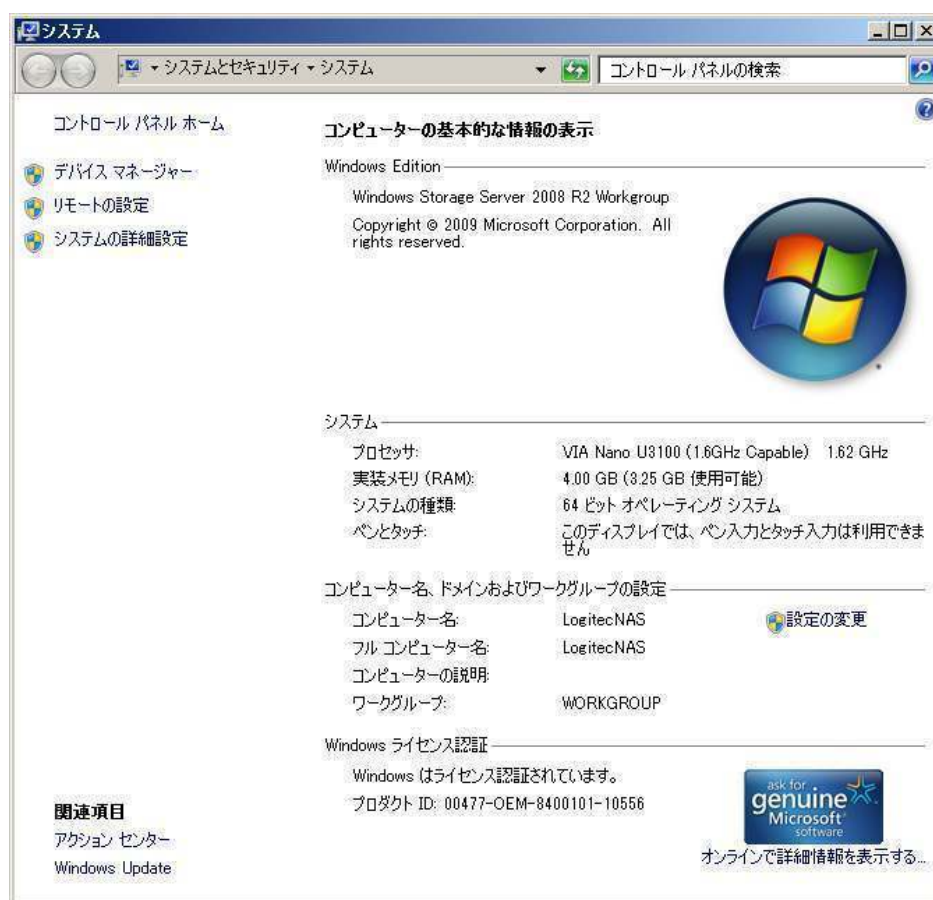 システム
システムとセキュリティ システム
コントロール パネルの検索
コントロール パネル ホーム
デバイス マネージャー
リモートの設定
システムの詳細設定
コンピューターの基本的な情報の表示
Windows Edition
Windows Storage Server 2008 R2 Workgroup
Copyright © 2009 Microsoft Corporation. All
rights reserved.
システム
プロセッサ: VIA Nano U3100 (1.6GHz Capable) 1.62 GHz
実装メモリ (RAM): 4.00 GB (3.25 GB 使用可能)
システムの種類: 64 ビット オペレーティング システム
ペンとタッチ: このディスプレイでは、ペン入力とタッチ入力は利用できま
せん
コンピューター名、ドメインおよびワークグループの設定
コンピューター名: LogitecNAS 設定の変更
フル コンピューター名: LogitecNAS
コンピューターの説明:
ワークグループ: WORKGROUP
Windows ライセンス認証
Windows はライセンス認証されています。
プロダクト ID: 00477-OEM-8400101-10556
ask for
genuine
Microsoft
software
オンラインで詳細情報を表示する...
関連項目
アクション センター
Windows Update